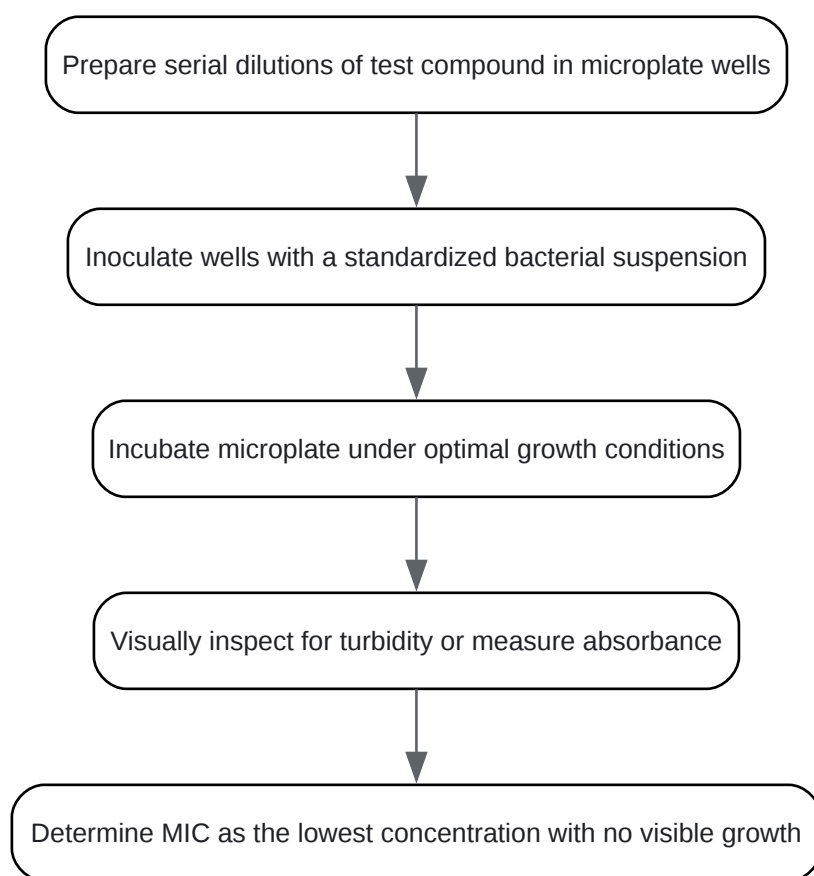 Prepare serial dilutions of test compound in microplate wells
Inoculate wells with a standardized bacterial suspension
Incubate microplate under optimal growth conditions
Visually inspect for turbidity or measure absorbance
Determine MIC as the lowest concentration with no visible growth